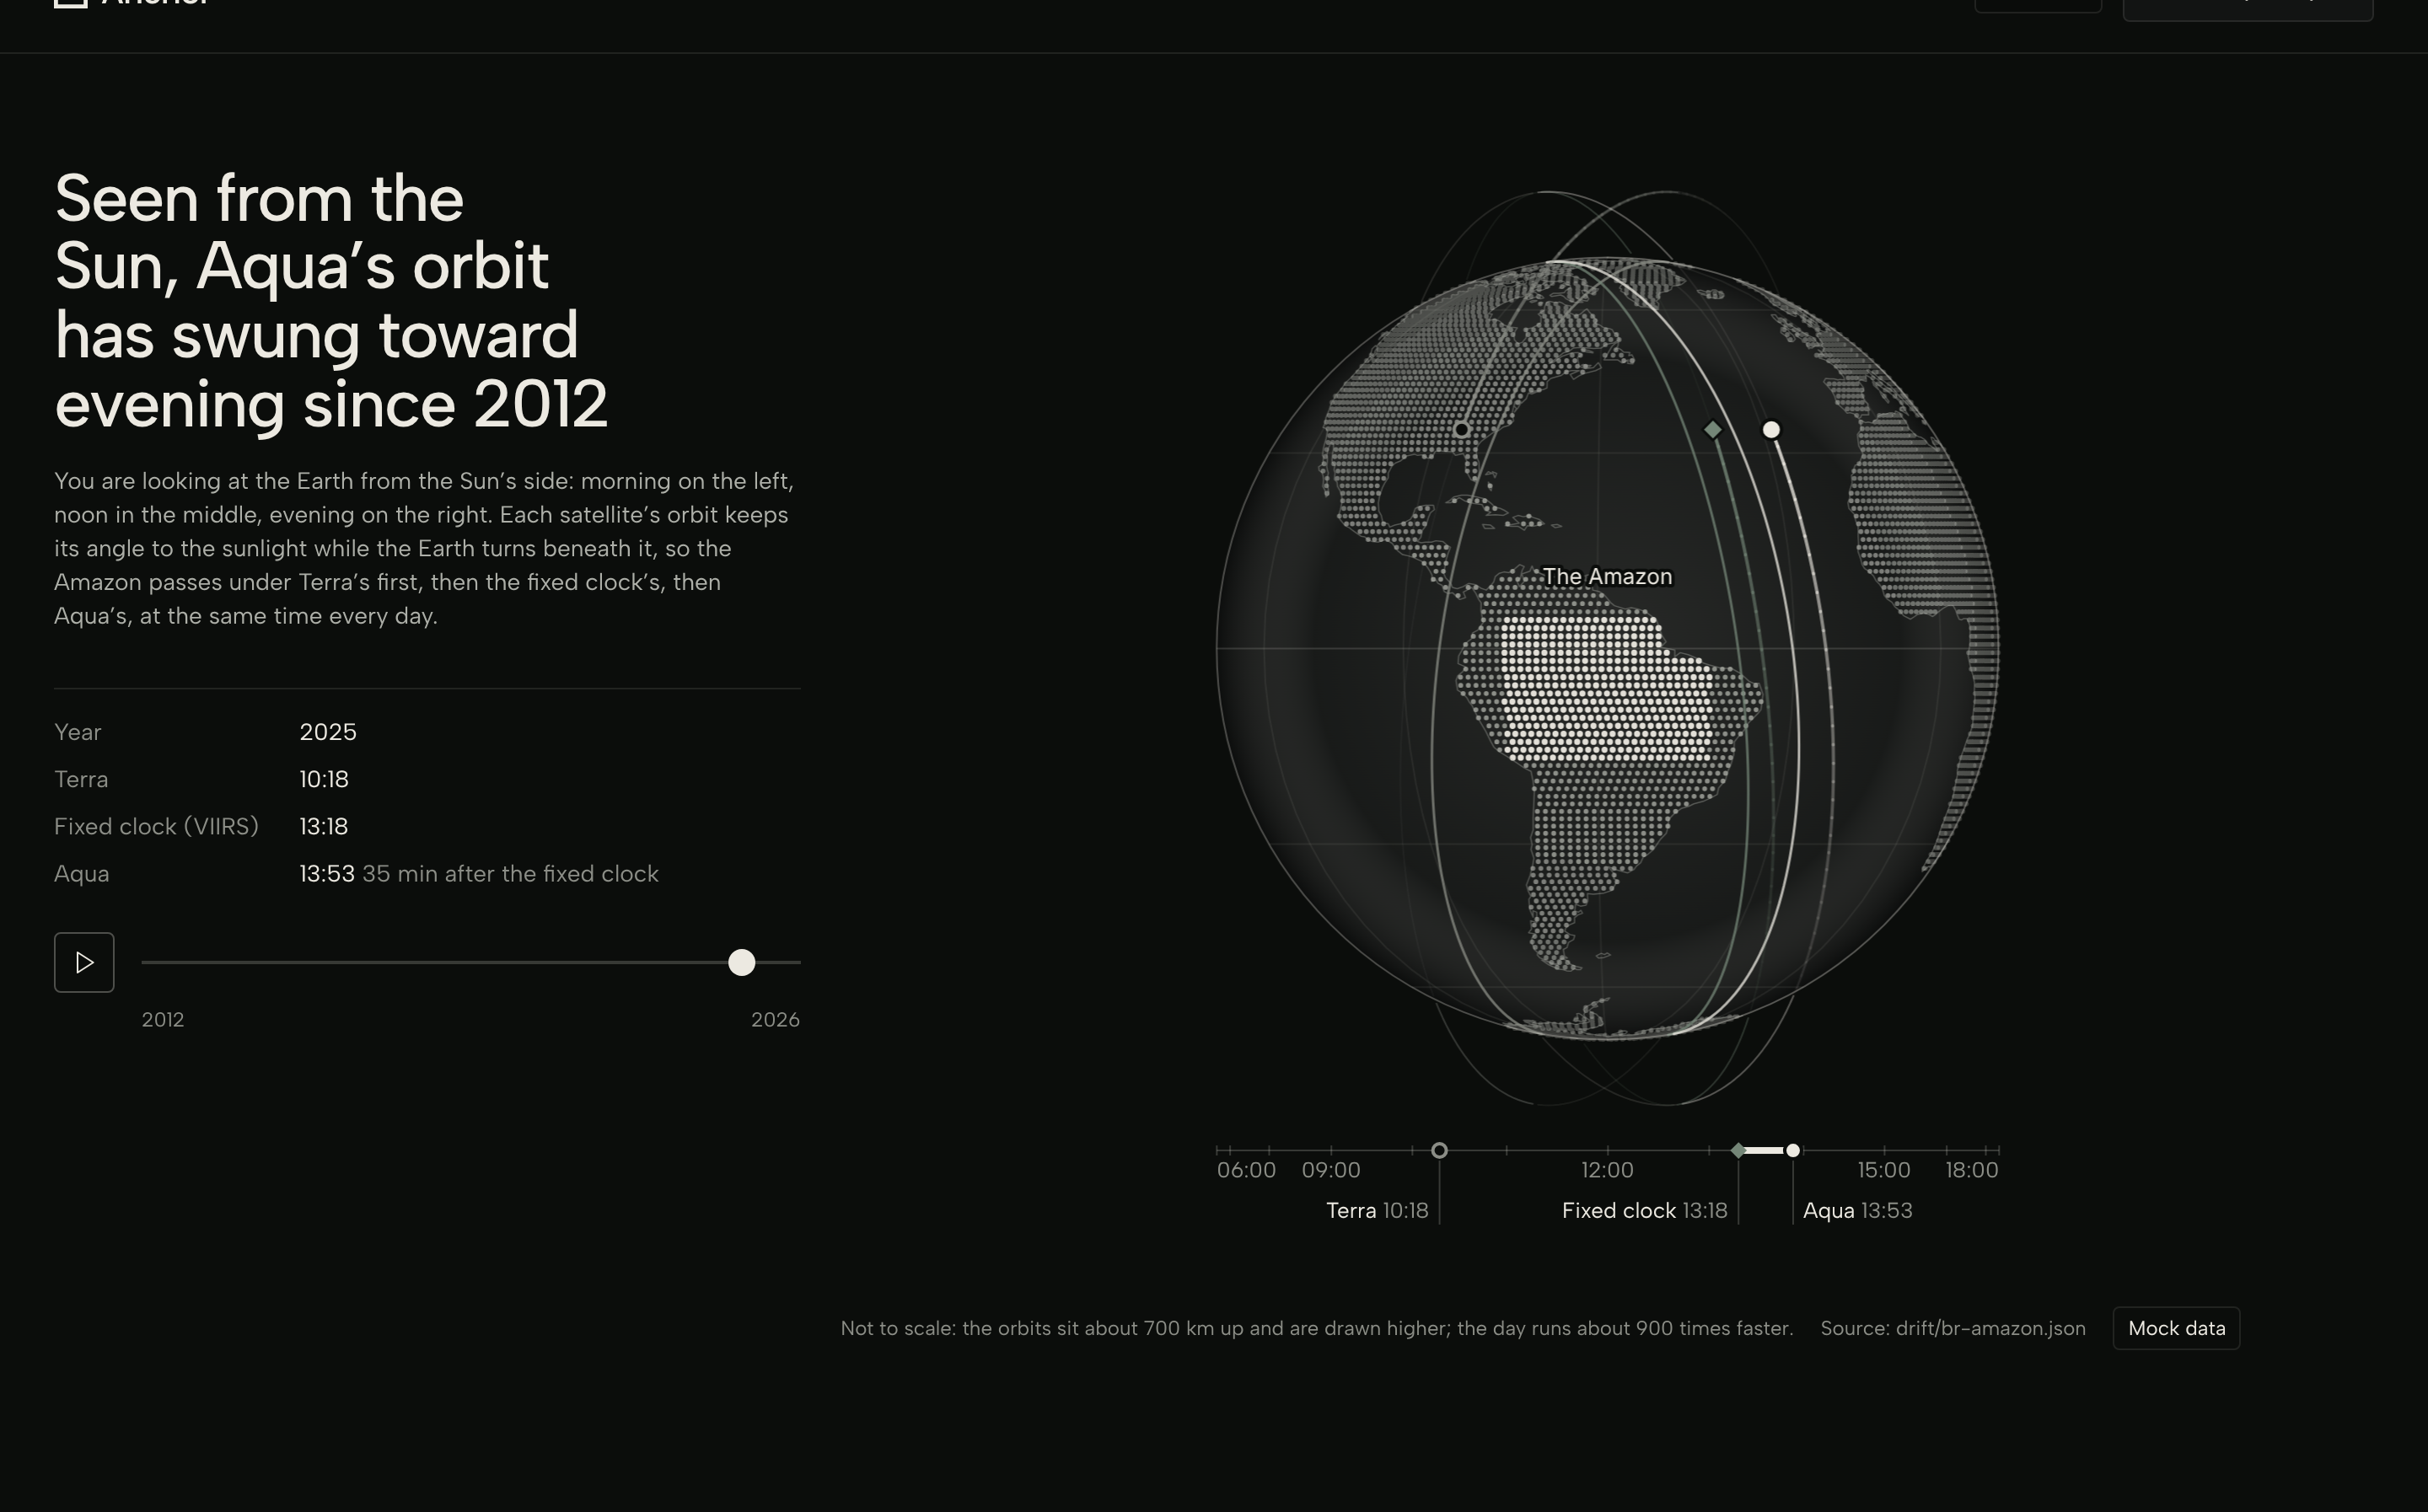 Seen from the
Sun, Aqua’s orbit
has swung toward
evening since 2012
You are looking at the Earth from the Sun’s side: morning on the left,
noon in the middle, evening on the right. Each satellite’s orbit keeps
its angle to the sunlight while the Earth turns beneath it, so the
Amazon passes under Terra’s first, then the fixed clock’s, then
Aqua’s, at the same time every day.
Year 2025
Terra 10:18
Fixed clock (VIIRS) 13:18
Aqua 13:53 35 min after the fixed clock
2012 2026
The Amazon
06:00 09:00 12:00 15:00 18:00
Terra 10:18 Fixed clock 13:18 Aqua 13:53
Not to scale: the orbits sit about 700 km up and are drawn higher; the day runs about 900 times faster. Source: drift/br-amazon.json Mock data